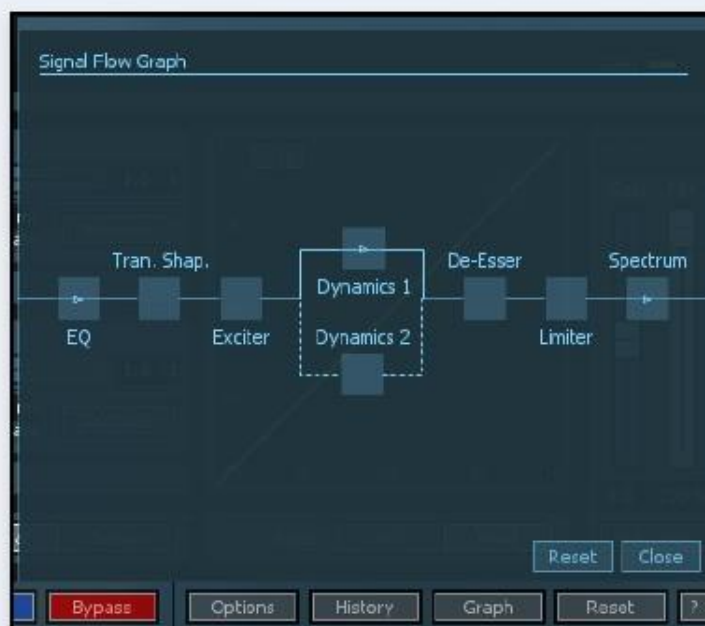 Signal Flow Graph
Tran. Shap.
De-Esser
Spectrum
Dynamics 1
EQ
Exciter
Dynamics 2
Limiter
Reset
Close
Bypass
Options
History
Graph
Reset
?